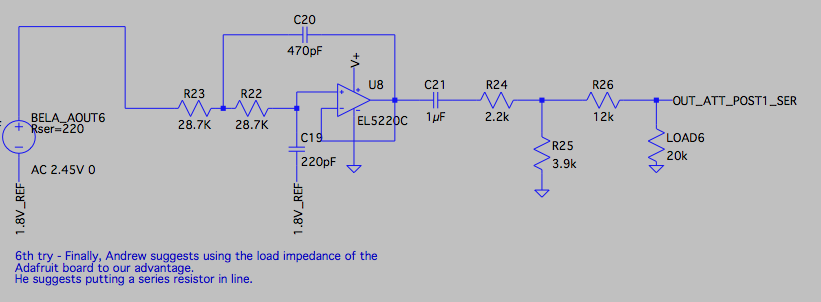 C20
470pF
V+
R23
28.7K
R22
28.7K
U8
EL5220C
C21
1µF
R24
2.2k
R26
12k
OUT_ATT_POST1_SER
BELA_AOUT6
Rser=220
AC 2.45V 0
1.8V_REF
C19
220pF
1.8V_REF
R25
3.9k
LOAD6
20k
6th try - Finally, Andrew suggests using the load impedance of the
Adafruit board to our advantage.
He suggests putting a series resistor in line.